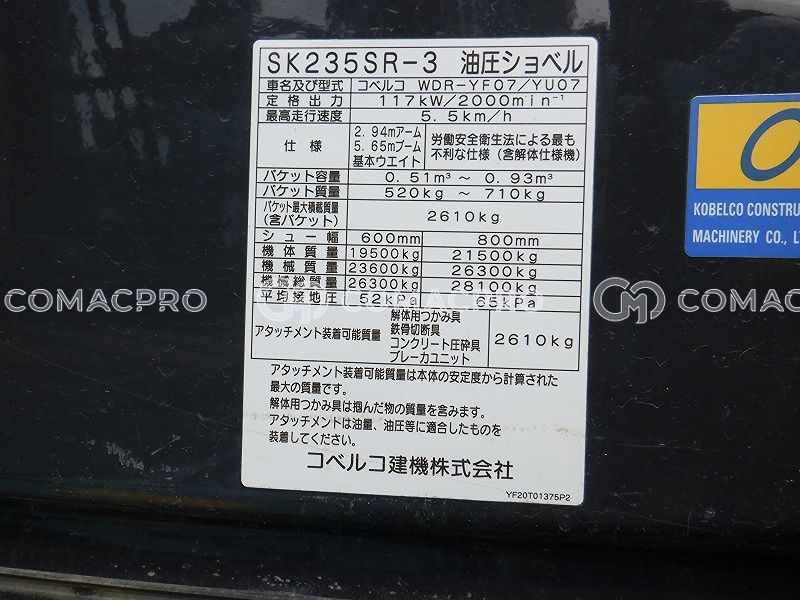 SK235SR-3 油圧ショベル
車名及び型式 コベルコ WDR-YF07/YU07
定格出力 117kW/2000min⁻¹
最高走行速度 5.5km/h
仕様 2.94mアーム 5.65mブーム 基本ウエイト 労働安全衛生法による最も不利な仕様(含解体仕様機)
バケット容量 0.51m³ ~ 0.93m³
バケット質量 520kg ~ 710kg
バケット最大積載質量(含バケット) 2610kg
シュー幅 600mm 800mm
機体質量 19500kg 21500kg
機械質量 23600kg 26300kg
機械総質量 26300kg 28100kg
平均接地圧 52kPa 65kPa
アタッチメント装着可能質量 解体用つかみ具 鉄骨切断具 コンクリート圧砕具 ブレーカユニット 2610kg
アタッチメント装着可能質量は本体の安定度から計算された
最大の質量です。
解体用つかみ具は掴んだ物の質量を含みます。
アタッチメントは油量、油圧等に適合したものを
装着してください。
コベルコ建機株式会社
YF20T01375P2
KOBELCO CONSTRU
MACHINERY CO., L
COMACPRO
COMACPRO
COMACPRO